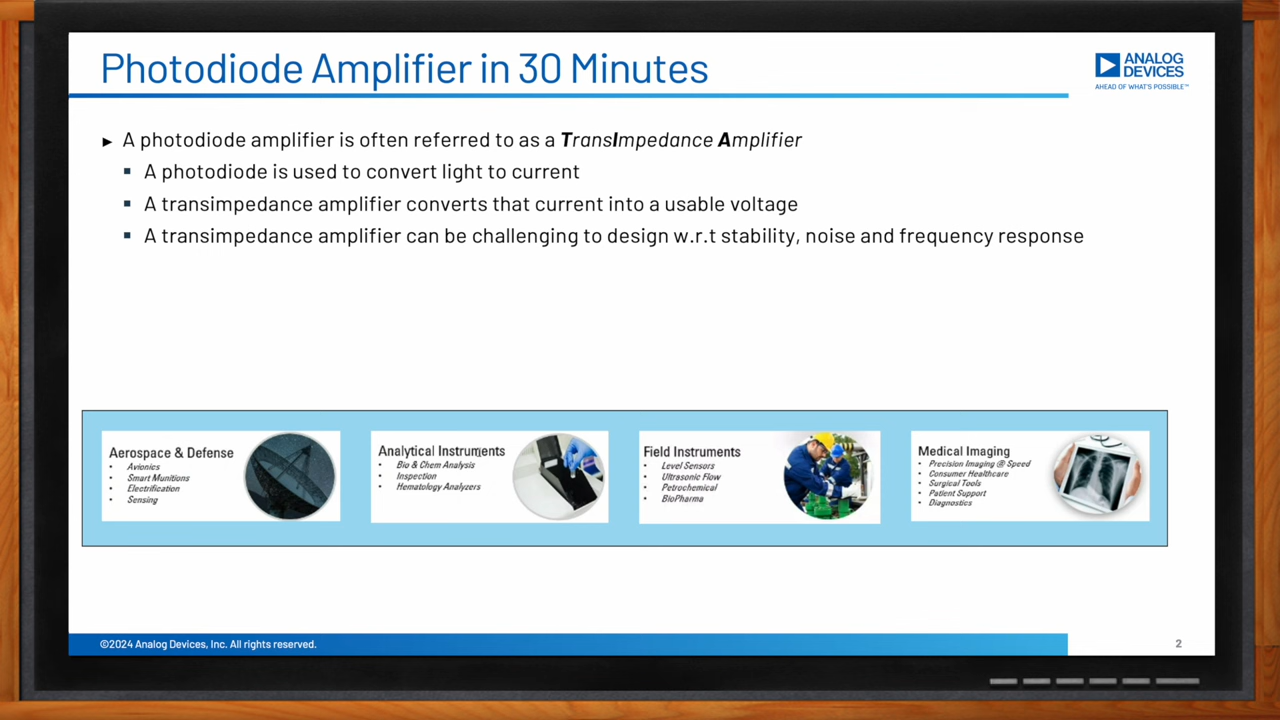 Photodiode Amplifier in 30 Minutes
ANALOG
DEVICES
AHEAD OF WHAT'S POSSIBLE™
► A photodiode amplifier is often referred to as a TransImpedance Amplifier
▪ A photodiode is used to convert light to current
▪ A transimpedance amplifier converts that current into a usable voltage
▪ A transimpedance amplifier can be challenging to design w.r.t stability, noise and frequency response
Aerospace & Defense
• Avionics
• Smart Munitions
• Electrification
• Sensing
Analytical Instruments
• Bio & Chem Analysis
• Inspection
• Hematology Analyzers
Field Instruments
• Level Sensors
• Ultrasonic Flow
• Petrochemical
• BioPharma
Medical Imaging
• Precision Imaging @ Speed
• Consumer Healthcare
• Surgical Tools
• Patient Support
• Diagnostics
©2024 Analog Devices, Inc. All rights reserved.
2